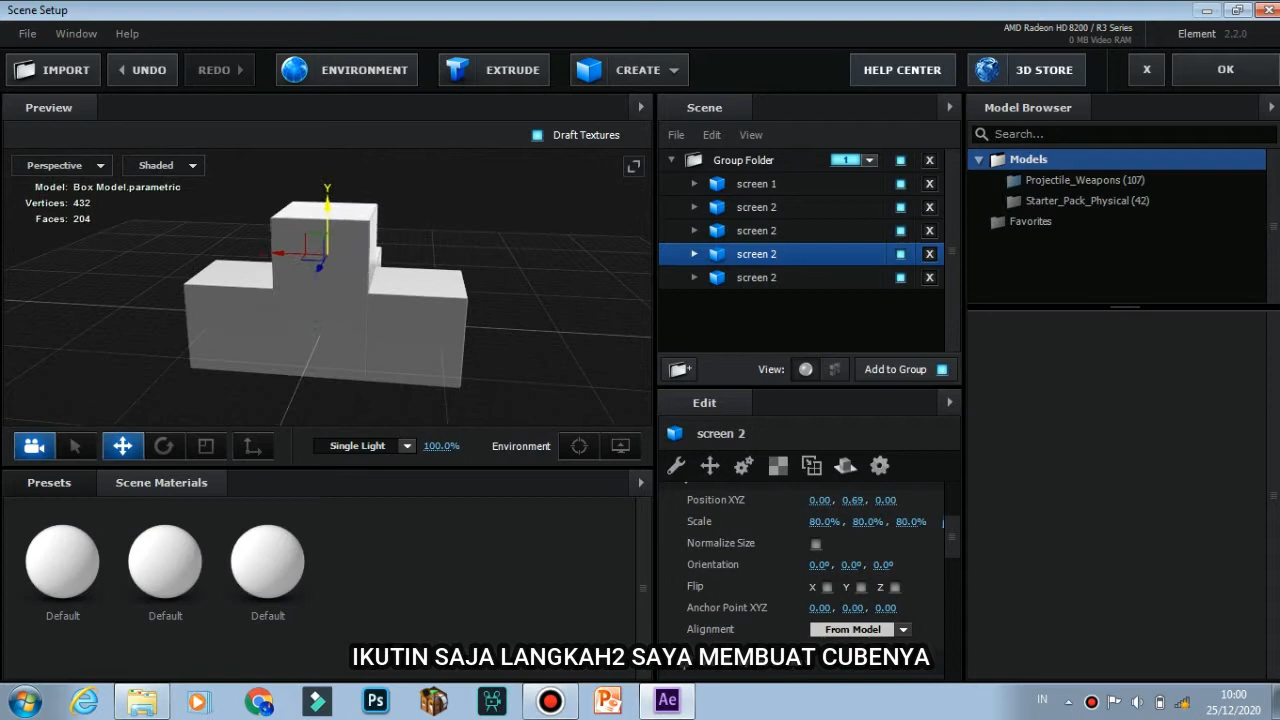 Scene Setup
File Window Help
AMD Radeon HD 8200 / R3 Series
0 MB Video RAM
Element 2.2.0
IMPORT UNDO REDO ENVIRONMENT EXTRUDE CREATE HELP CENTER 3D STORE X OK
Preview
Draft Textures
Perspective Shaded
Model: Box Model.parametric
Vertices: 432
Faces: 204
Y
Single Light 100.0% Environment
Presets Scene Materials
Default Default Default
Scene
File Edit View
Group Folder 1 X
screen 1 X
screen 2 X
screen 2 X
screen 2 X
screen 2 X
View: Add to Group
Edit
screen 2
Position XYZ 0.00, 0.69, 0.00
Scale 80.0%, 80.0%, 80.0%
Normalize Size
Orientation 0.0º, 0.0º, 0.0º
Flip X Y Z
Anchor Point XYZ 0.00, 0.00, 0.00
Alignment From Model
Model Browser
Search...
Models
Projectile_Weapons (107)
Starter_Pack_Physical (42)
Favorites
IKUTIN SAJA LANGKAH2 SAYA MEMBUAT CUBENYA
Ps Ae
IN
10:00
25/12/2020